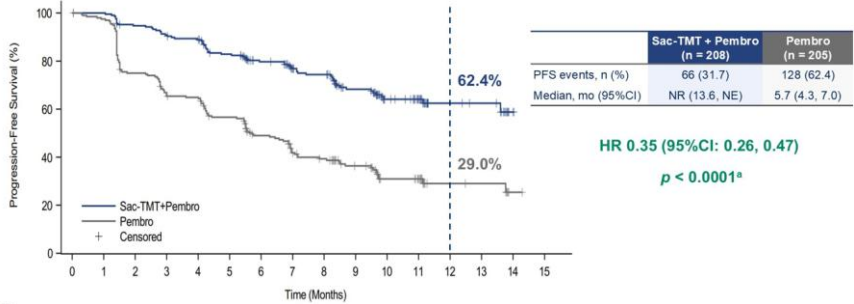 Progression-Free Survival (%)
100
80
60
40
20
0
62.4%
29.0%
Sac-TMT+Pembro
Pembro
Censored
0 1 2 3 4 5 6 7 8 9 10 11 12 13 14 15
Time (Months)
Sac-TMT + Pembro Pembro
(n = 208) (n = 205)
PFS events, n (%) 66 (31.7) 128 (62.4)
Median, mo (95%CI) NR (13.6, NE) 5.7 (4.3, 7.0)
HR 0.35 (95%CI: 0.26, 0.47)
p < 0.0001ᵃ